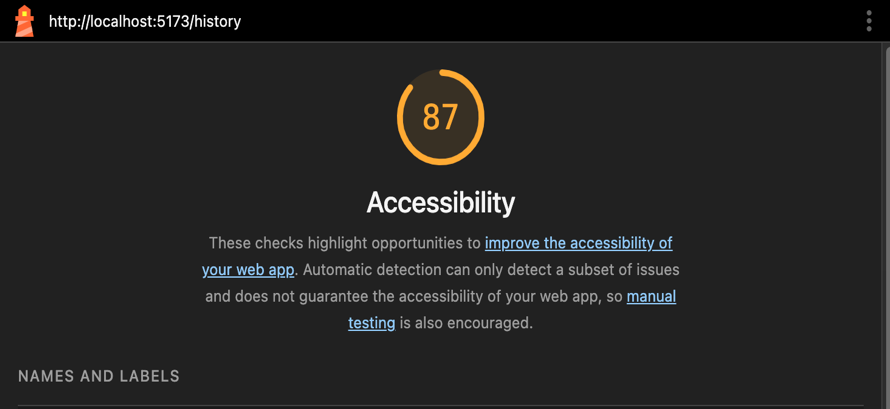 http://localhost:5173/history
87
Accessibility
These checks highlight opportunities to improve the accessibility of
your web app. Automatic detection can only detect a subset of issues
and does not guarantee the accessibility of your web app, so manual
testing is also encouraged.
NAMES AND LABELS